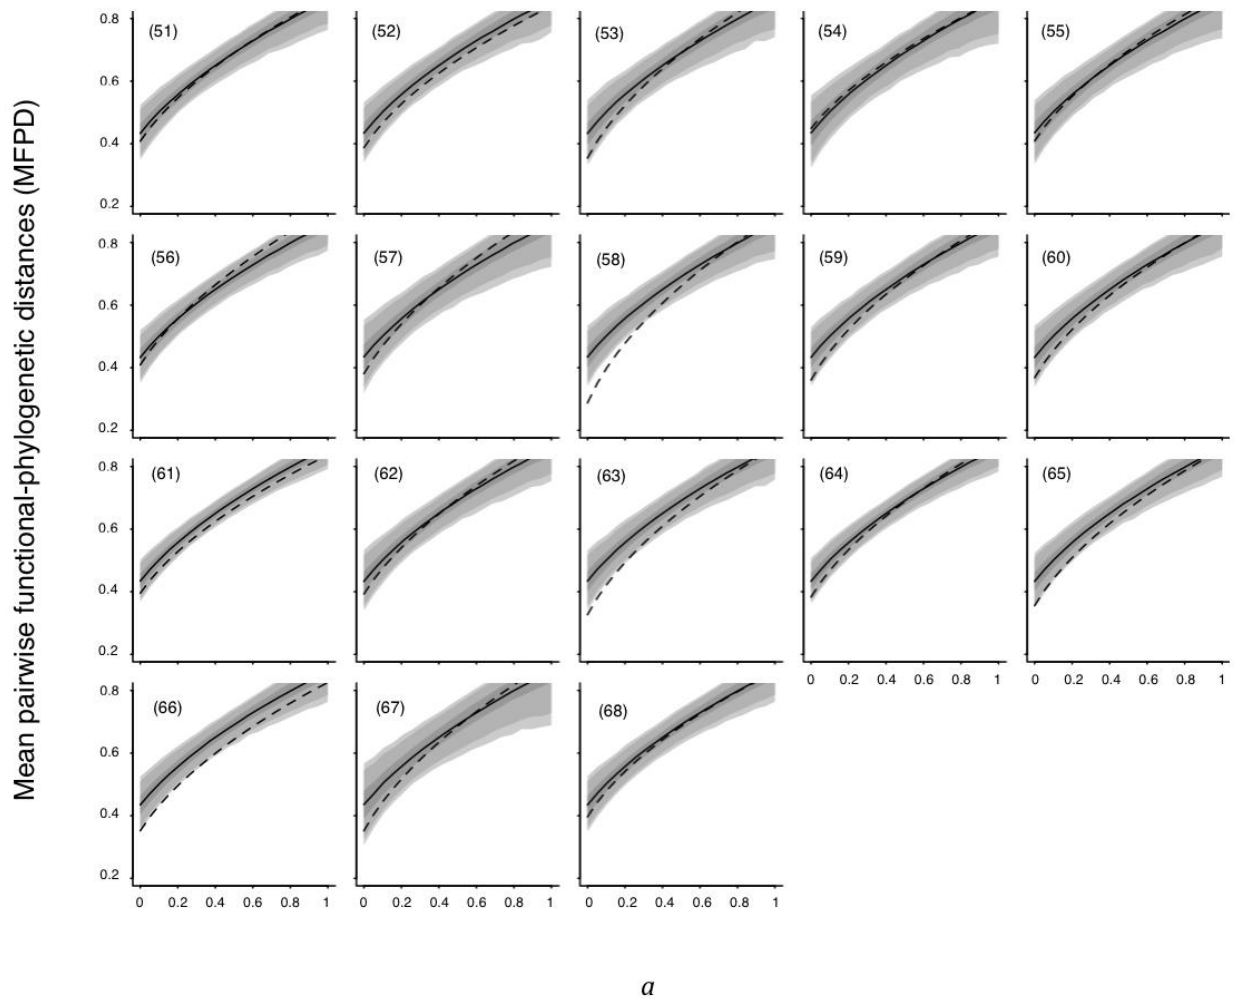 Mean pairwise functional-phylogenetic distances (MFPD)
0.8 (51) (52) (53) (54) (55)
0.6
0.4
0.2
0.8 (56) (57) (58) (59) (60)
0.6
0.4
0.2
0.8 (61) (62) (63) (64) (65)
0.6
0.4
0.2
0 0.2 0.4 0.6 0.8 1 0 0.2 0.4 0.6 0.8 1
0.8 (66) (67) (68)
0.6
0.4
0.2
0 0.2 0.4 0.6 0.8 1 0 0.2 0.4 0.6 0.8 1 0 0.2 0.4 0.6 0.8 1
a